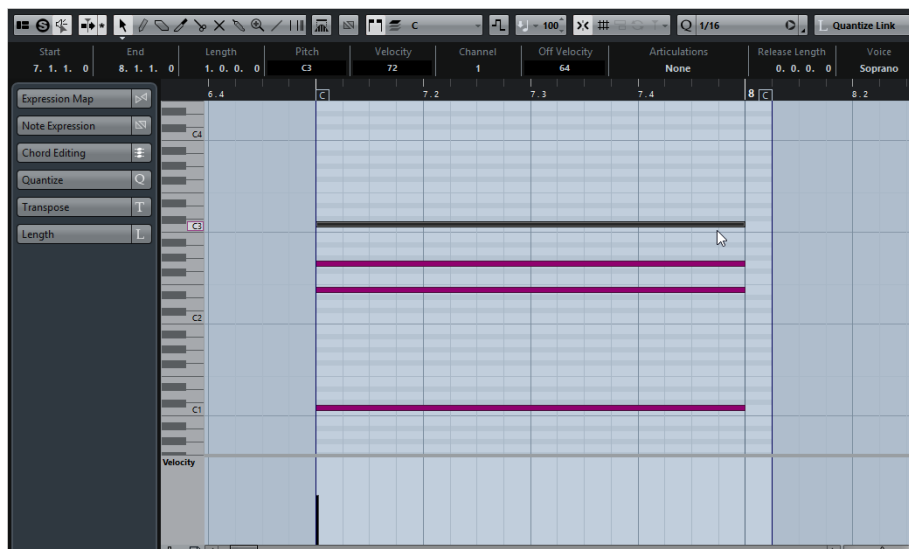 S * C 100 Q 1/16 L Quantize Link
Start End Length Pitch Velocity Channel Off Velocity Articulations Release Length Voice
7. 1. 1. 0 8. 1. 1. 0 1. 0. 0. 0 C3 72 1 64 None 0. 0. 0. 0 Soprano
6.4 C 7.2 7.3 7.4 8 C 8.2
Expression Map
Note Expression
C4
Chord Editing
Quantize Q
Transpose T
C3
Length L
C2
C1
Velocity